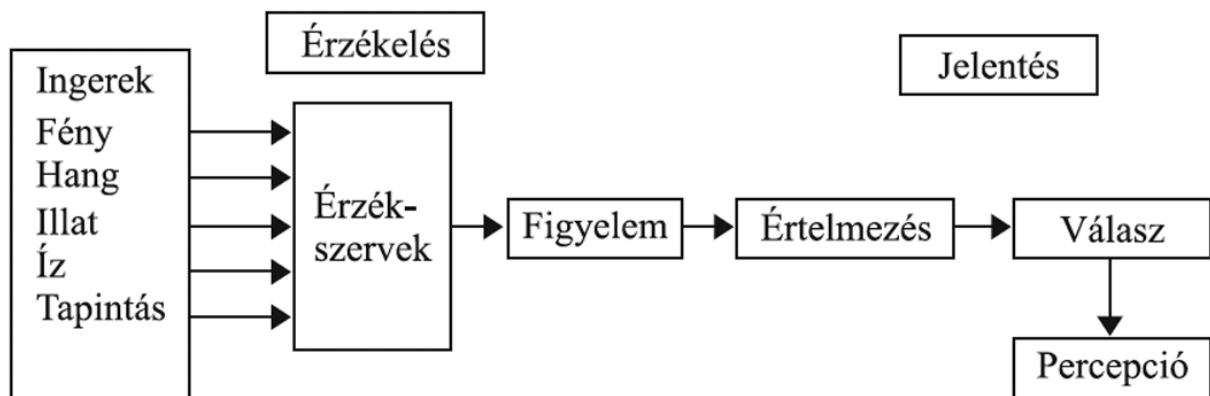 Érzékelés
Jelentés
Ingerek
Fény
Hang
Illat
Íz
Tapintás
Érzék-
szervek
Figyelem
Értelmezés
Válasz
Percepció